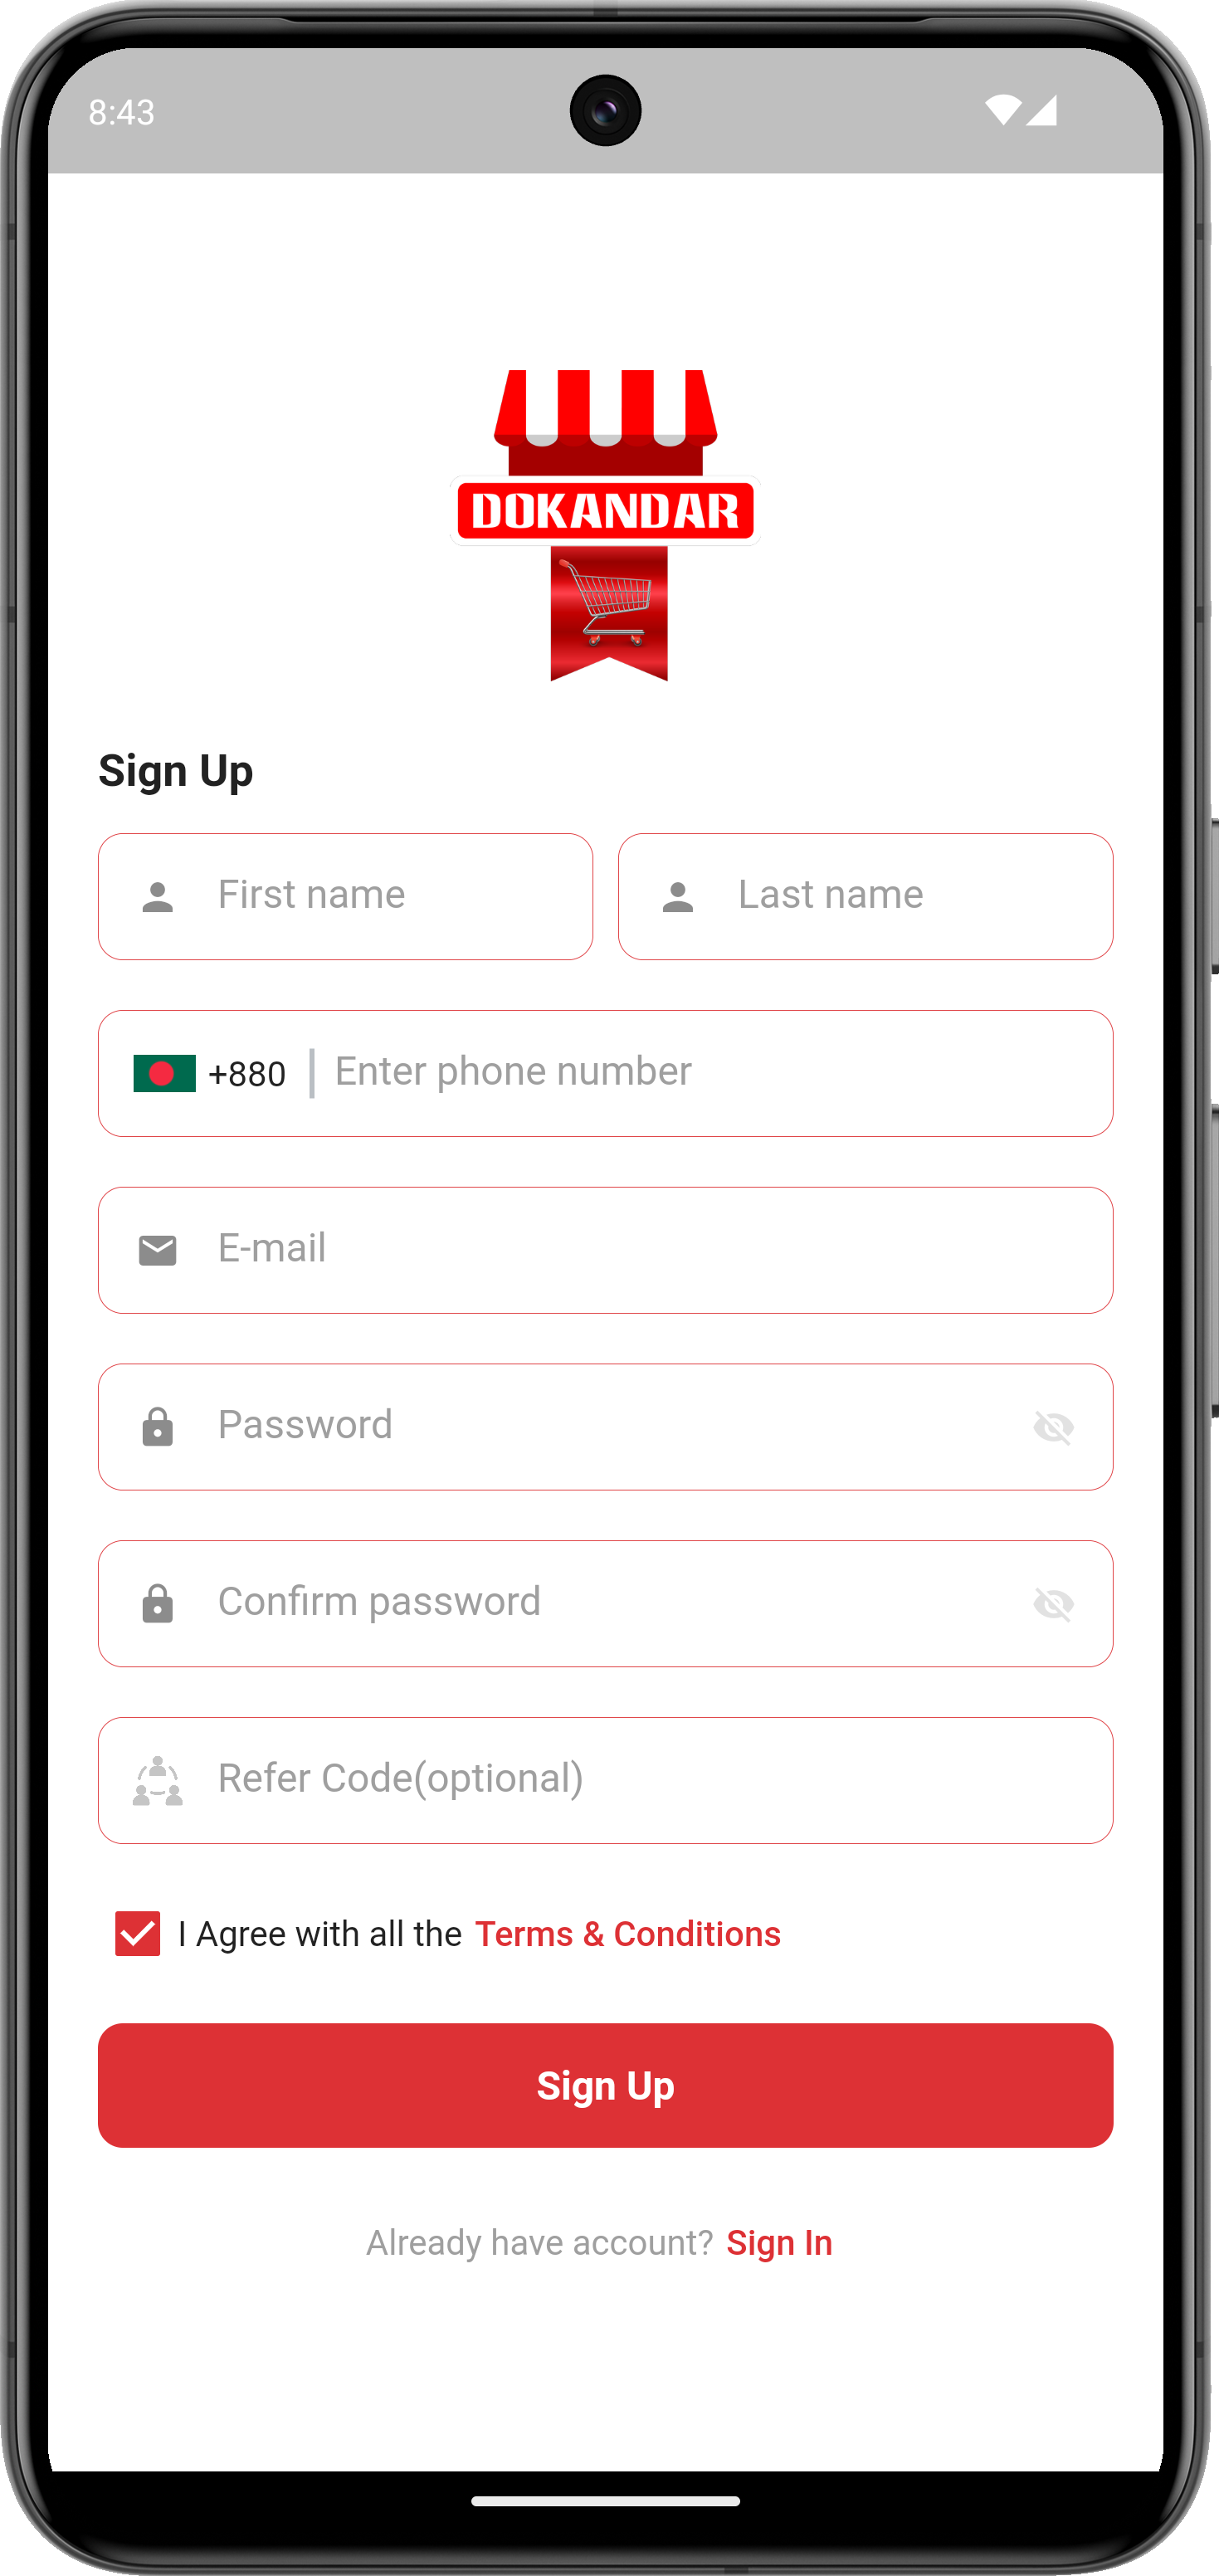 8:43
DOKANDAR
Sign Up
First name
Last name
+880 Enter phone number
E-mail
Password
Confirm password
Refer Code(optional)
I Agree with all the Terms & Conditions
Sign Up
Already have account? Sign In